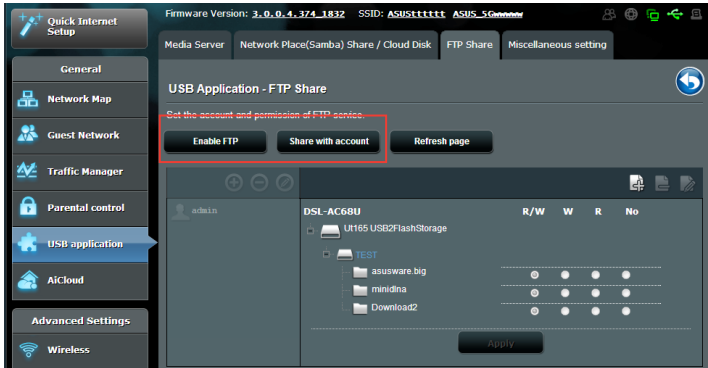 Quick Internet
Setup
Firmware Version: 3.0.0.4.374_1832 SSID: ASUStttttt ASUS_5Gwwwww
Media Server Network Place(Samba) Share / Cloud Disk FTP Share Miscellaneous setting
General
Network Map
Guest Network
Traffic Manager
Parental control
USB application
AiCloud
Advanced Settings
Wireless
USB Application - FTP Share
Set the account and permission of FTP service.
Enable FTP Share with account Refresh page
admin
DSL-AC68U R/W W R No
Ut165 USB2FlashStorage
TEST
asusware.big
minidlna
Download2
Apply